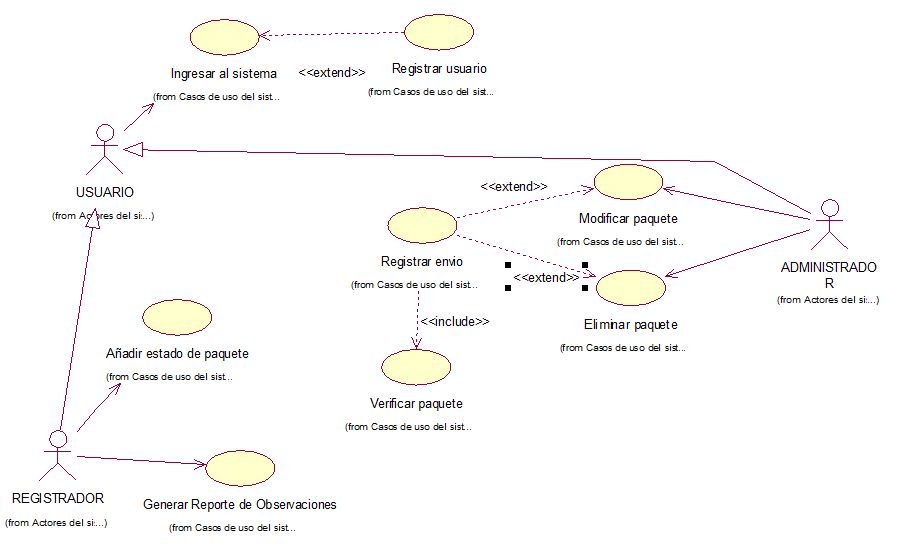 Ingresar al sistema
(from Casos de uso del sist...
<<extend>>
Registrar usuario
(from Casos de uso del sist...
USUARIO
(from Actores del si:...)
<<extend>>
Modificar paquete
(from Casos de uso del sist...
Registrar envio
(from Casos de uso del sist...
<<extend>>
ADMINISTRADO
R
(from Actores del si:...)
<<include>>
Eliminar paquete
(from Casos de uso del sist...
Añadir estado de paquete
(from Casos de uso del sist...
Verificar paquete
(from Casos de uso del sist...
REGISTRADOR
(from Actores del si:...)
Generar Reporte de Observaciones
(from Casos de uso del sist...